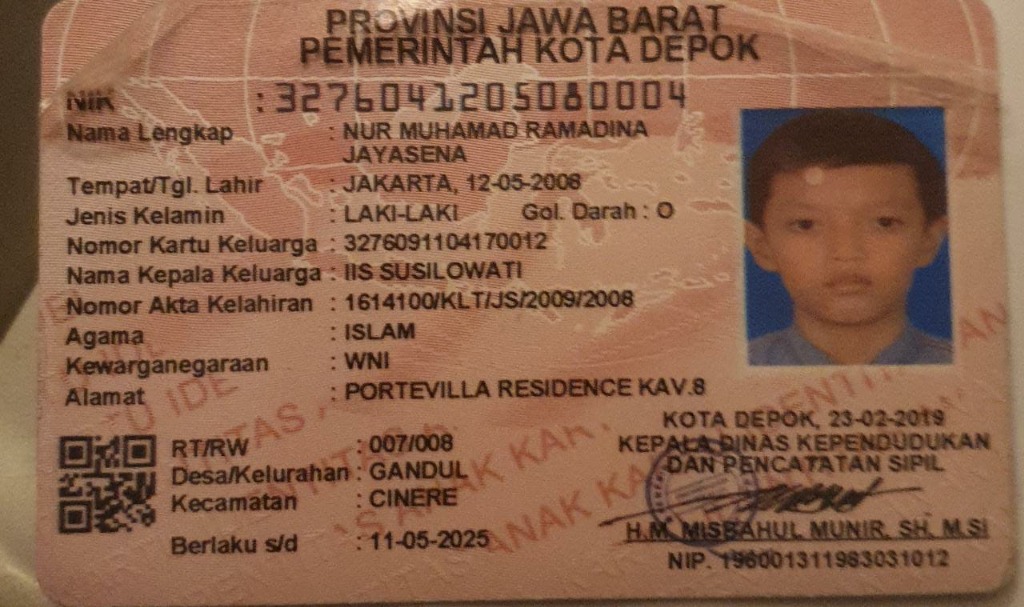 PROVINSI JAWA BARAT
PEMERINTAH KOTA DEPOK
NIK : 3276041205080004
Nama Lengkap : NUR MUHAMAD RAMADINA
JAYASENA
Tempat/Tgl. Lahir : JAKARTA, 12-05-2008
Jenis Kelamin : LAKI-LAKI Gol. Darah : O
Nomor Kartu Keluarga : 3276091104170012
Nama Kepala Keluarga : IIS SUSILOWATI
Nomor Akta Kelahiran : 1614100/KLT/JS/2009/2008
Agama : ISLAM
Kewarganegaraan : WNI
Alamat : PORTEVILLA RESIDENCE KAV.8
RT/RW : 007/008
Desa/Kelurahan : GANDUL
Kecamatan : CINERE
Berlaku s/d : 11-05-2025
KOTA DEPOK, 23-02-2019
KEPALA DINAS KEPENDUDUKAN
DAN PENCATATAN SIPIL
H.M. MISBAHUL MUNIR, SH, M.Si
NIP. 196001311983031012